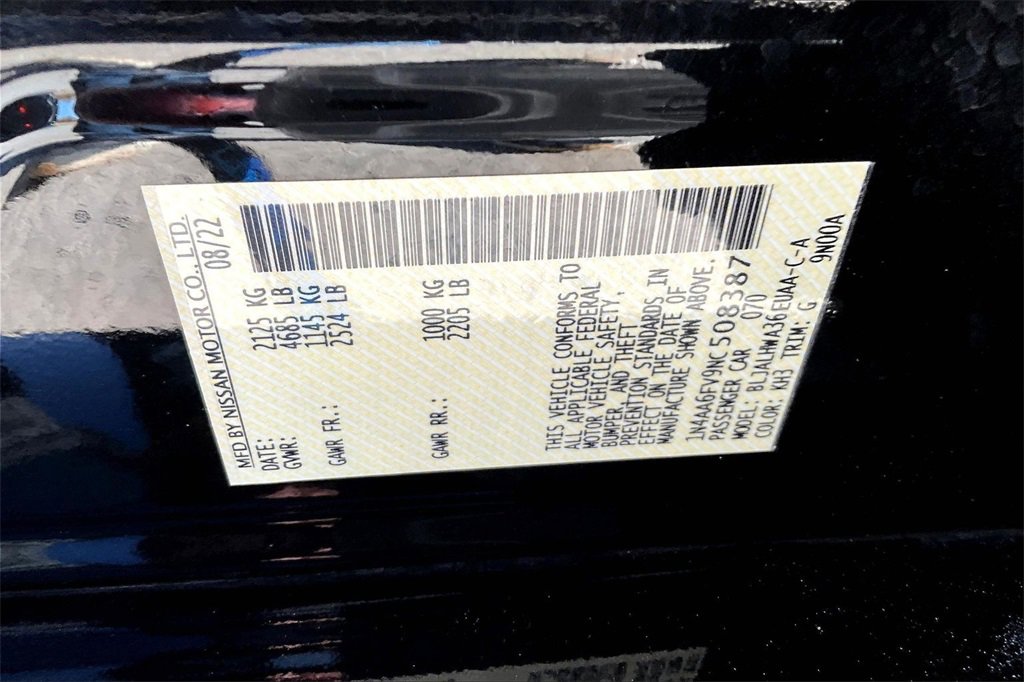 MFD BY NISSAN MOTOR CO., LTD.
DATE: 08/22
GVWR: 2125 KG
4685 LB
GAWR FR.: 1145 KG
2524 LB
GAWR RR.: 1000 KG
2205 LB
THIS VEHICLE CONFORMS TO
ALL APPLICABLE FEDERAL
MOTOR VEHICLE SAFETY,
BUMPER, AND THEFT
PREVENTION STANDARDS IN
EFFECT ON THE DATE OF
MANUFACTURE SHOWN ABOVE.
1N4AA6FV9NC508387
PASSENGER CAR 070
MODEL BLJALHWA36EUAA-C-A
COLOR: KH3 TRIM: G 9N00A